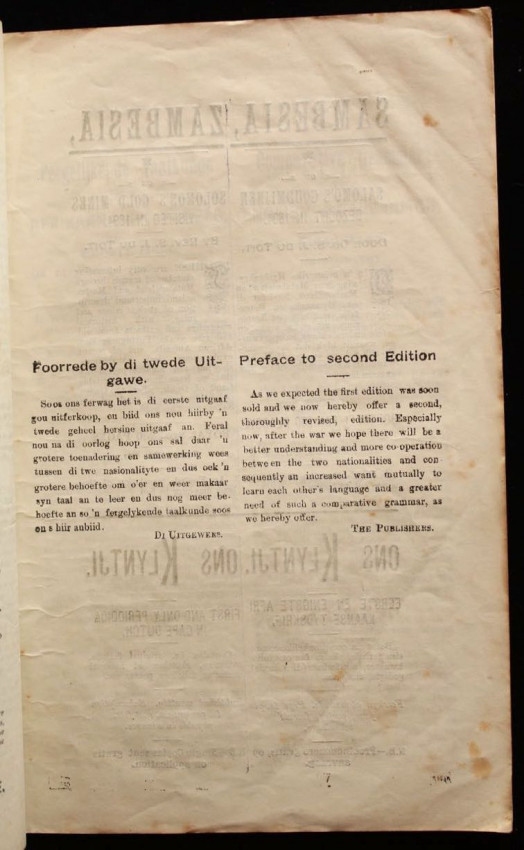 Foorrede by di twede Uit-
gawe.
Soos ons ferwag het is di eerste uitgaaf
gou uitferkoop, en biid ons nou hiirby 'n
twede geheel hersine uitgaaf an. Feral
nou na di oorlog hoop ons sal daar 'n
grotere toenadering en samewerking wees
tussen di twe nasionalityte en dus ook 'n
grotere behoefte om o'er en weer makaar
syn taal an te leer en dus nog meer be-
hoefte an so 'n fergelykende taalkunde soos
ons hiir anbiid.
DI UITGEWERS.
Preface to second Edition
As we expected the first edition was soon
sold and we now hereby offer a second,
thoroughly revised, edition. Especially
now, after the war we hope there will be a
better understanding and more co-operation
between the two nationalities and con
sequently an increased want mutually to
learn each other's language and a greater
need of such a comparative grammar, as
we hereby offer.
THE PUBLISHERS.